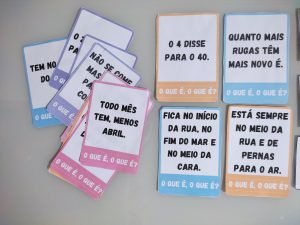 TEM NO
DO
O QUE
O
O QUE
NÃO SE COME
MAS
PA
CO
O QUE É,
TODO MÊS
TEM, MENOS
ABRIL.
O QUE É, O QUE É?
O 4 DISSE
PARA O 40.
O QUE É, O QUE É?
QUANTO MAIS
RUGAS TÊM
MAIS NOVO É.
O QUE É, O QUE É?
FICA NO INÍCIO
DA RUA, NO
FIM DO MAR E
NO MEIO DA
CARA.
O QUE É, O QUE É?
ESTÁ SEMPRE
NO MEIO DA
RUA E DE
PERNAS
PARA O AR.
O QUE É, O QUE É?